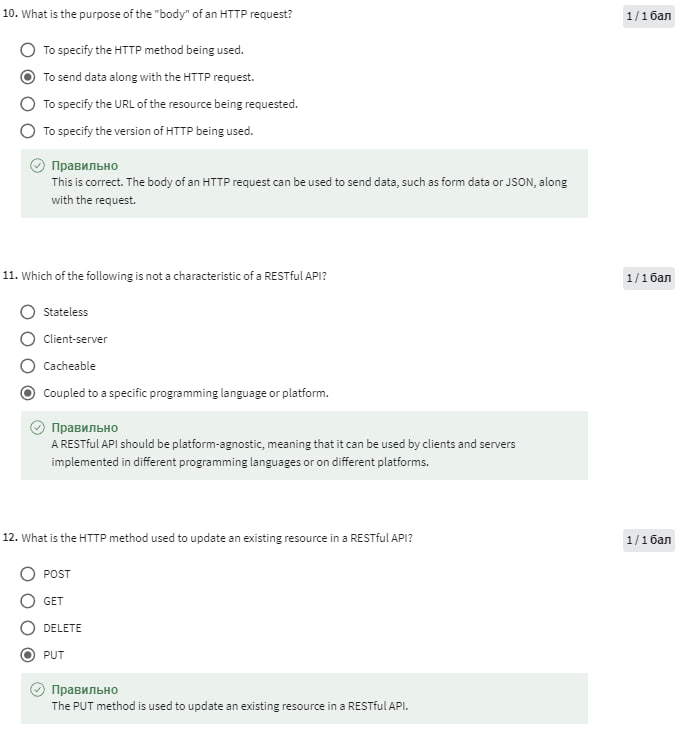 10. What is the purpose of the "body" of an HTTP request?
1 / 1 бал
To specify the HTTP method being used.
To send data along with the HTTP request.
To specify the URL of the resource being requested.
To specify the version of HTTP being used.
Правильно
This is correct. The body of an HTTP request can be used to send data, such as form data or JSON, along
with the request.
11. Which of the following is not a characteristic of a RESTful API?
1 / 1 бал
Stateless
Client-server
Cacheable
Coupled to a specific programming language or platform.
Правильно
A RESTful API should be platform-agnostic, meaning that it can be used by clients and servers
implemented in different programming languages or on different platforms.
12. What is the HTTP method used to update an existing resource in a RESTful API?
1 / 1 бал
POST
GET
DELETE
PUT
Правильно
The PUT method is used to update an existing resource in a RESTful API.